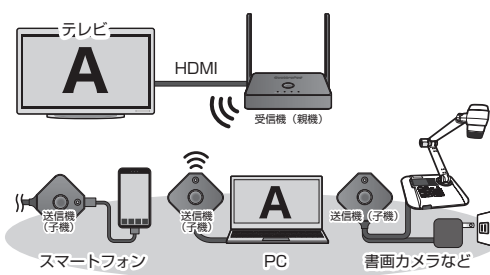 テレビ
A
HDMI
受信機（親機）
送信機
（子機）
送信機
（子機）
A
送信機（子機）
スマートフォン
PC
書画カメラなど